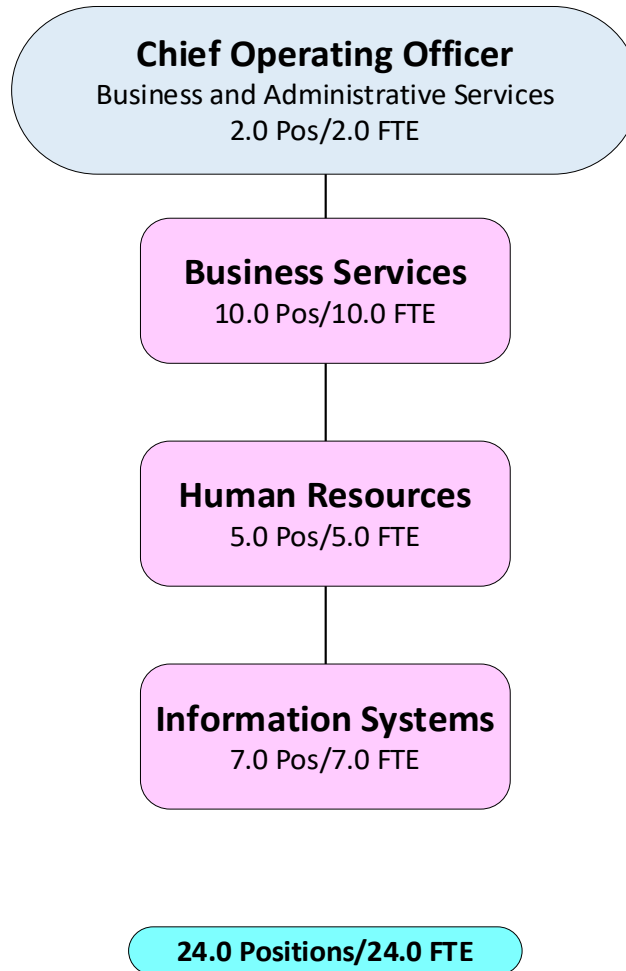 Chief Operating Officer
Business and Administrative Services
2.0 Pos/2.0 FTE
Business Services
10.0 Pos/10.0 FTE
Human Resources
5.0 Pos/5.0 FTE
Information Systems
7.0 Pos/7.0 FTE
24.0 Positions/24.0 FTE